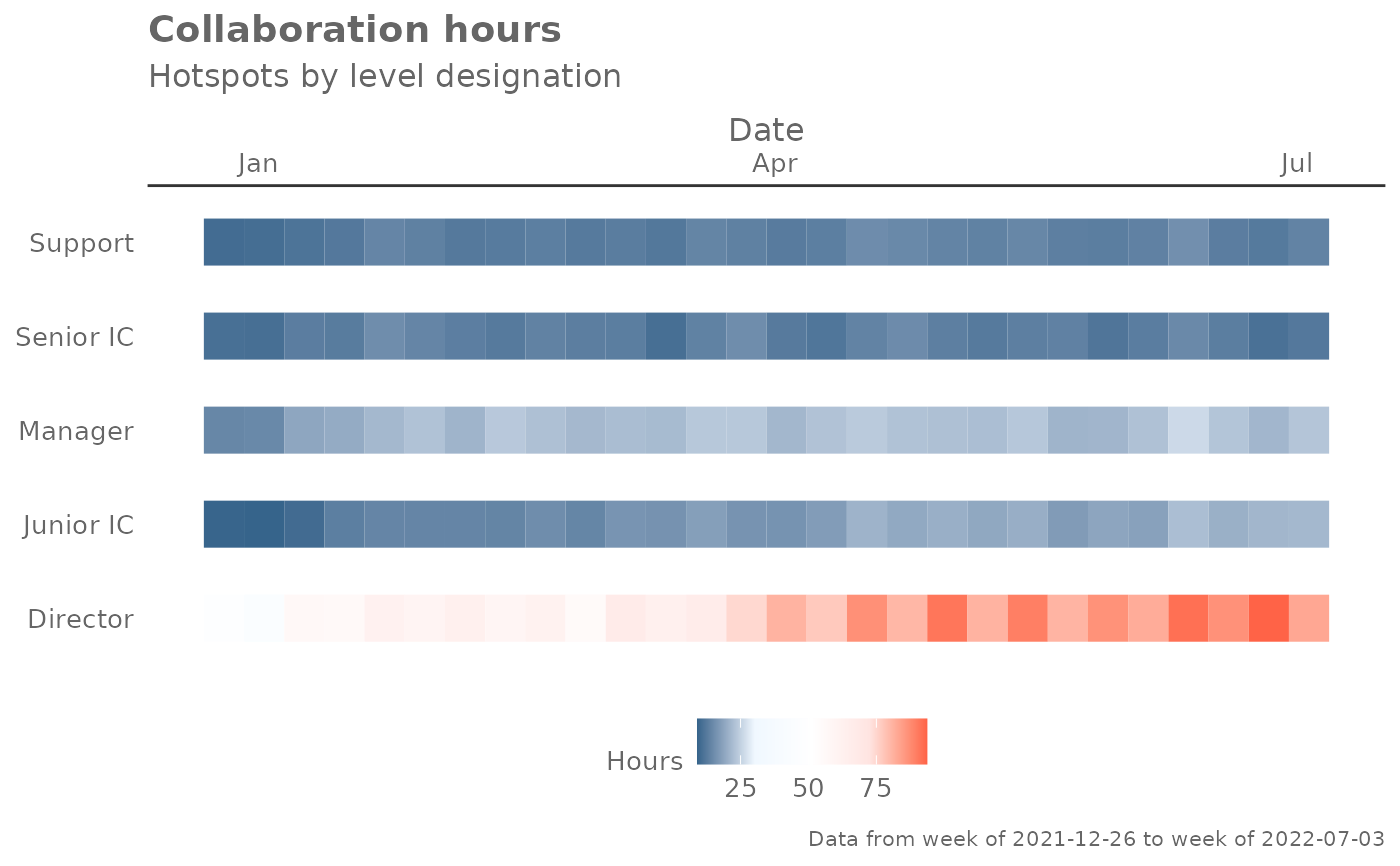 Collaboration hours
Hotspots by level designation
Date
Jan Apr Jul
Support
Senior IC
Manager
Junior IC
Director
Hours
25 50 75
Data from week of 2021-12-26 to week of 2022-07-03